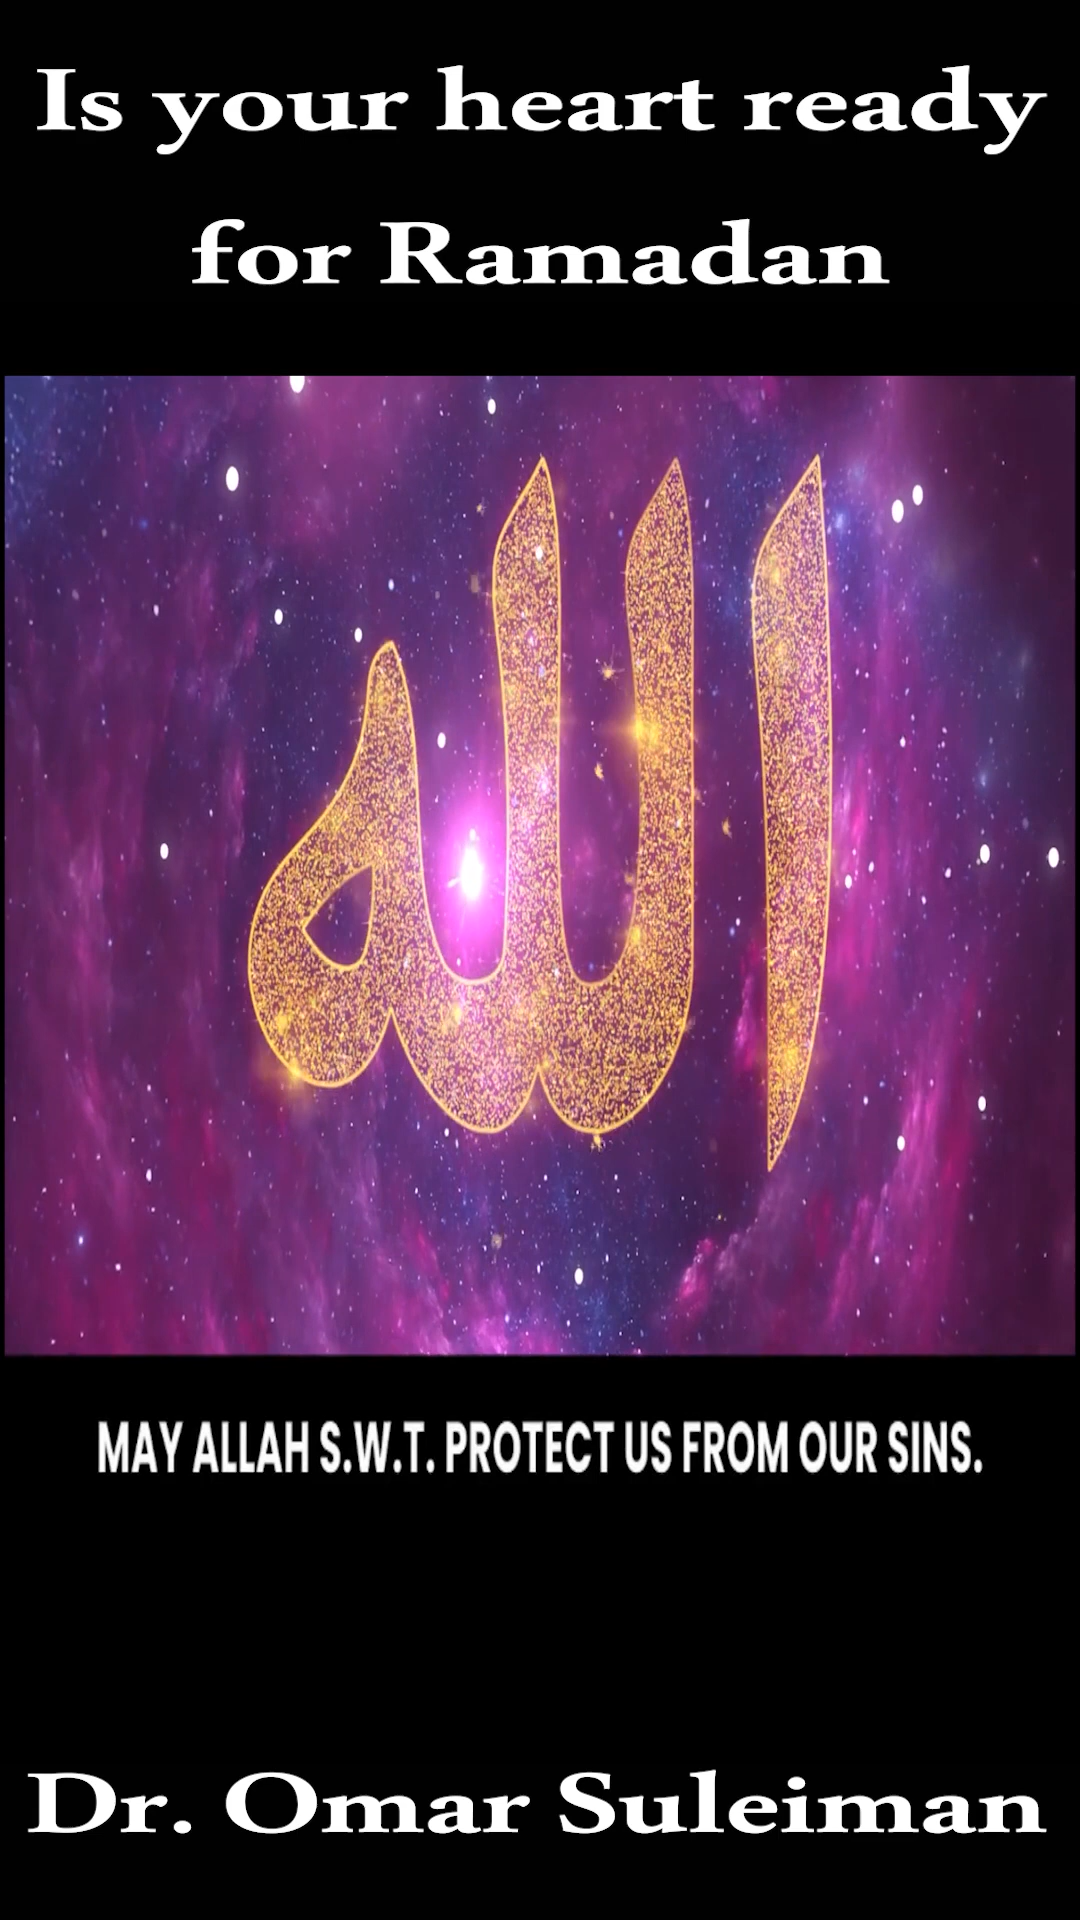 Is your heart ready
for Ramadan
الله
MAY ALLAH S.W.T. PROTECT US FROM OUR SINS.
Dr. Omar Suleiman